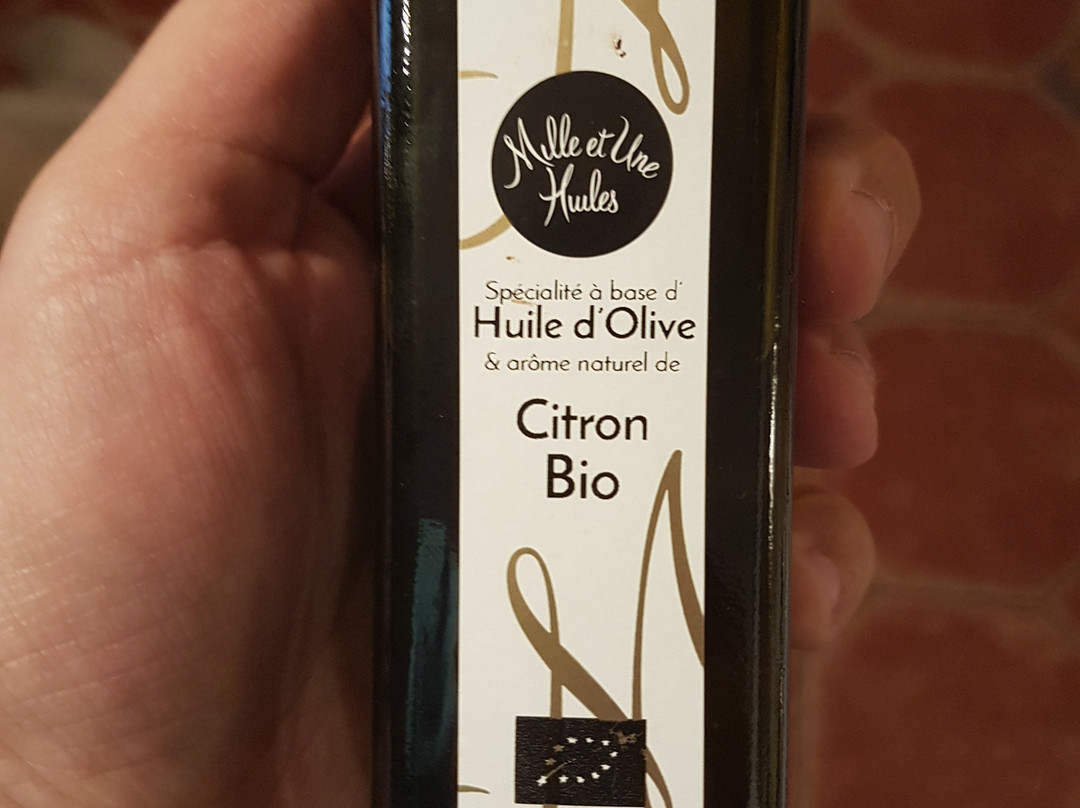 Mille et Une
Huiles
Spécialité à base d'
Huile d'Olive
& arôme naturel de
Citron
Bio